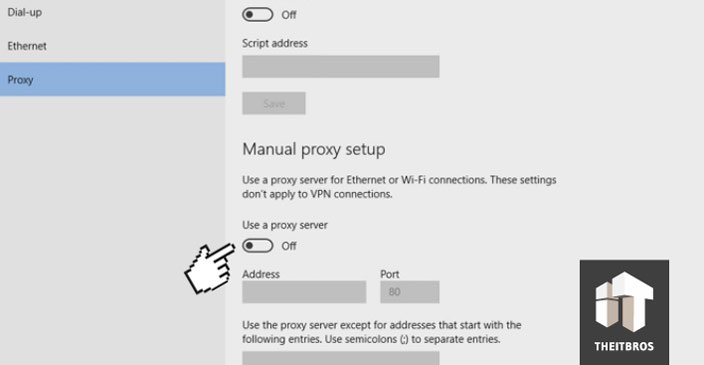 Dial-up
Off
Ethernet
Script address
Proxy
Save
Manual proxy setup
Use a proxy server for Ethernet or Wi-Fi connections. These settings
don't apply to VPN connections.
Use a proxy server
Off
Address
Port
80
Use the proxy server except for addresses that start with the
following entries. Use semicolons (;) to separate entries.
THEITBROS